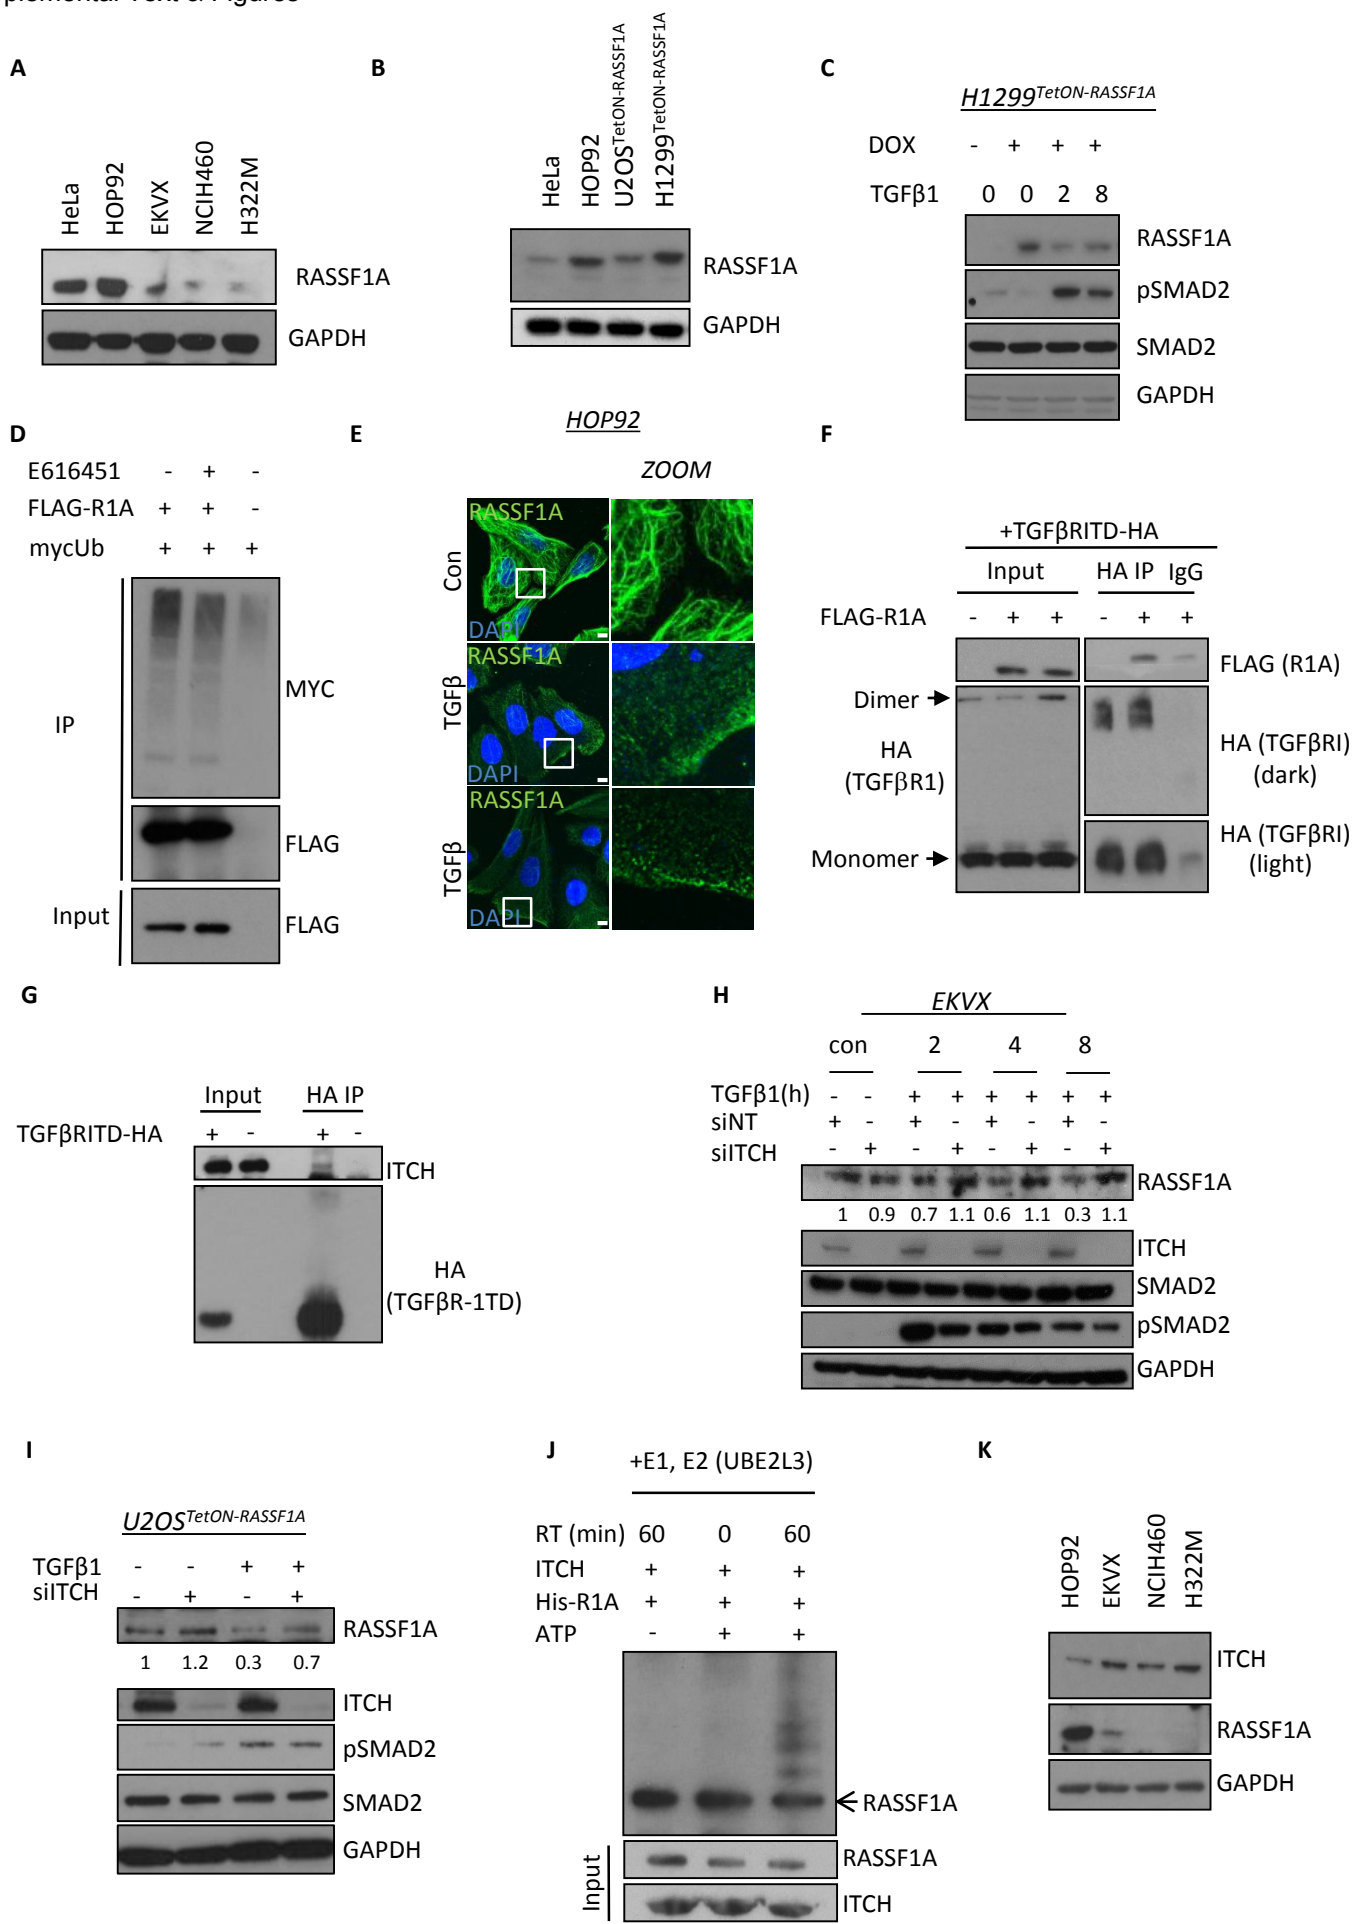 A
HeLa
HOP92
EKVX
NCIH460
H322M
RASSF1A
GAPDH
B
HeLa
HOP92
U2OSTetON-RASSF1A
H1299TetON-RASSF1A
RASSF1A
GAPDH
C
H1299TetON-RASSF1A
DOX - + + +
TGFβ1 0 0 2 8
RASSF1A
pSMAD2
SMAD2
GAPDH
D
E616451 - + -
FLAG-R1A + + -
mycUb + + +
IP
MYC
FLAG
Input
FLAG
E
HOP92
ZOOM
Con
RASSF1A
DAPI
TGFβ
RASSF1A
DAPI
TGFβ
RASSF1A
DAPI
F
+TGFβRITD-HA
Input HA IP IgG
FLAG-R1A - + + - + +
FLAG (R1A)
Dimer
HA
(TGFβR1)
HA (TGFβRI)
(dark)
Monomer
HA (TGFβRI)
(light)
G
Input HA IP
TGFβRITD-HA + - + -
ITCH
HA
(TGFβR-1TD)
H
EKVX
con 2 4 8
TGFβ1(h) - - + + + + + +
siNT + - - - + - + -
siITCH - + - + - + - +
RASSF1A
1 0.9 0.7 1.1 0.6 1.1 0.3 1.1
ITCH
SMAD2
pSMAD2
GAPDH
I
U2OSTetON-RASSF1A
TGFβ1 - - + +
siITCH - + - +
RASSF1A
1 1.2 0.3 0.7
ITCH
pSMAD2
SMAD2
GAPDH
J
+E1, E2 (UBE2L3)
RT (min) 60 0 60
ITCH + + +
His-R1A + + +
ATP - + +
RASSF1A
Input
RASSF1A
ITCH
K
HOP92
EKVX
NCIH460
H322M
ITCH
RASSF1A
GAPDH